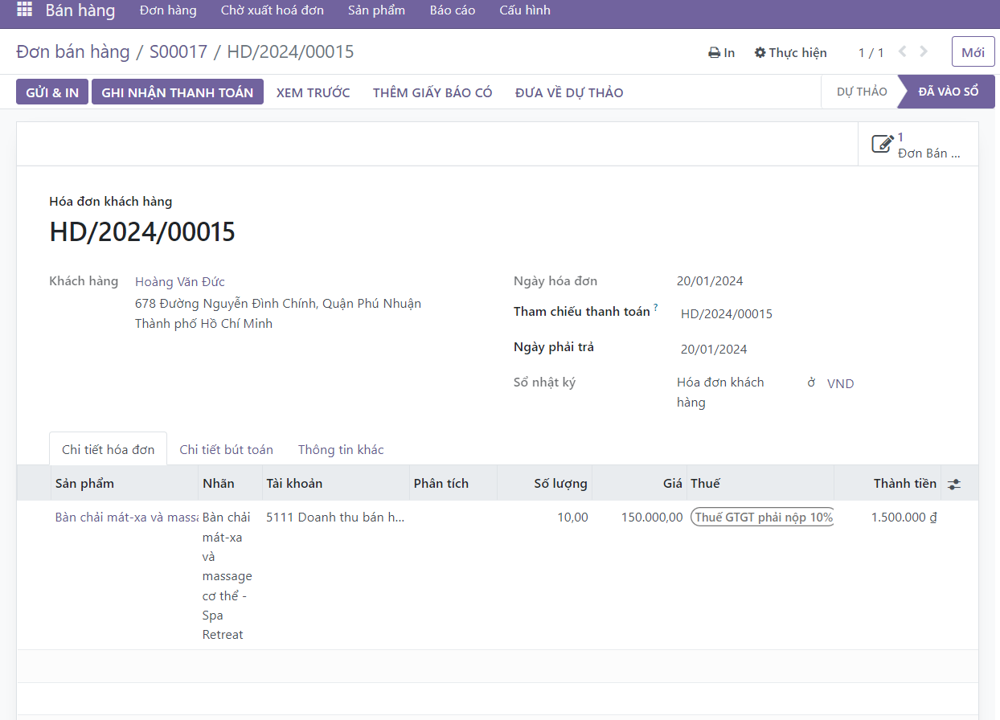 Bán hàng Đơn hàng Chờ xuất hoá đơn Sản phẩm Báo cáo Cấu hình
Đơn bán hàng / S00017 / HD/2024/00015 In Thực hiện 1 / 1 Mới
GỬI & IN GHI NHẬN THANH TOÁN XEM TRƯỚC THÊM GIẤY BÁO CÓ ĐƯA VỀ DỰ THẢO DỰ THẢO ĐÃ VÀO SỔ
1
Đơn Bán ...
Hóa đơn khách hàng
HD/2024/00015
Khách hàng Hoàng Văn Đức
678 Đường Nguyễn Đình Chính, Quận Phú Nhuận
Thành phố Hồ Chí Minh
Ngày hóa đơn 20/01/2024
Tham chiếu thanh toán ? HD/2024/00015
Ngày phải trả 20/01/2024
Sổ nhật ký Hóa đơn khách hàng ở VND
Chi tiết hóa đơn Chi tiết bút toán Thông tin khác
Sản phẩm Nhãn Tài khoản Phân tích Số lượng Giá Thuế Thành tiền
Bàn chải mát-xa và massa Bàn chải 5111 Doanh thu bán h... 10,00 150.000,00 Thuế GTGT phải nộp 10% 1.500.000 ₫
mát-xa
và
massage
cơ thể -
Spa
Retreat